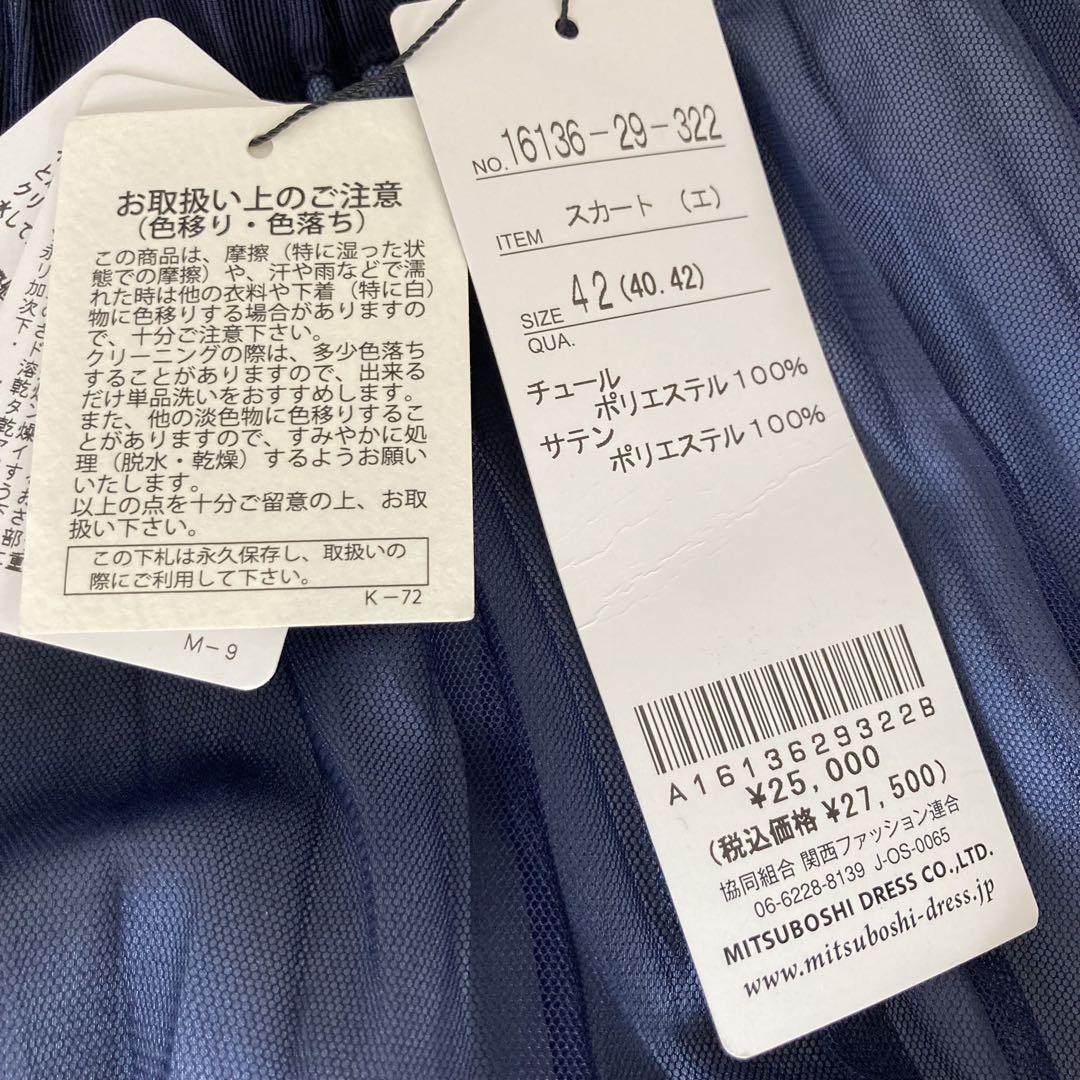 お取扱い上のご注意
(色移り・色落ち)
この商品は、摩擦（特に湿った状
態での摩擦）や、汗や雨などで濡
れた時は他の衣料や下着（特に白）
物に色移りする場合がありますの
で、十分ご注意下さい。
クリーニングの際は、多少色落ち
することがありますので、出来る
だけ単品洗いをおすすめします。
また、他の淡色物に色移りするこ
とがありますので、すみやかに処
理（脱水・乾燥）するようお願い
いたします。
以上の点を十分ご留意の上、お取
扱い下さい。
この下札は永久保存し、取扱いの
際にご利用して下さい。
K－72
M－9
NO. 16136-29-322
ITEM スカート （エ）
SIZE 42(40.42)
QUA.
チュール
ポリエステル100%
サテン
ポリエステル100%
A1613629322B
¥25,000
(税込価格 ¥27,500)
協同組合 関西ファッション連合
06-6228-8139 J-OS-0065
MITSUBOSHI DRESS CO.,LTD.
www.mitsuboshi-dress.jp